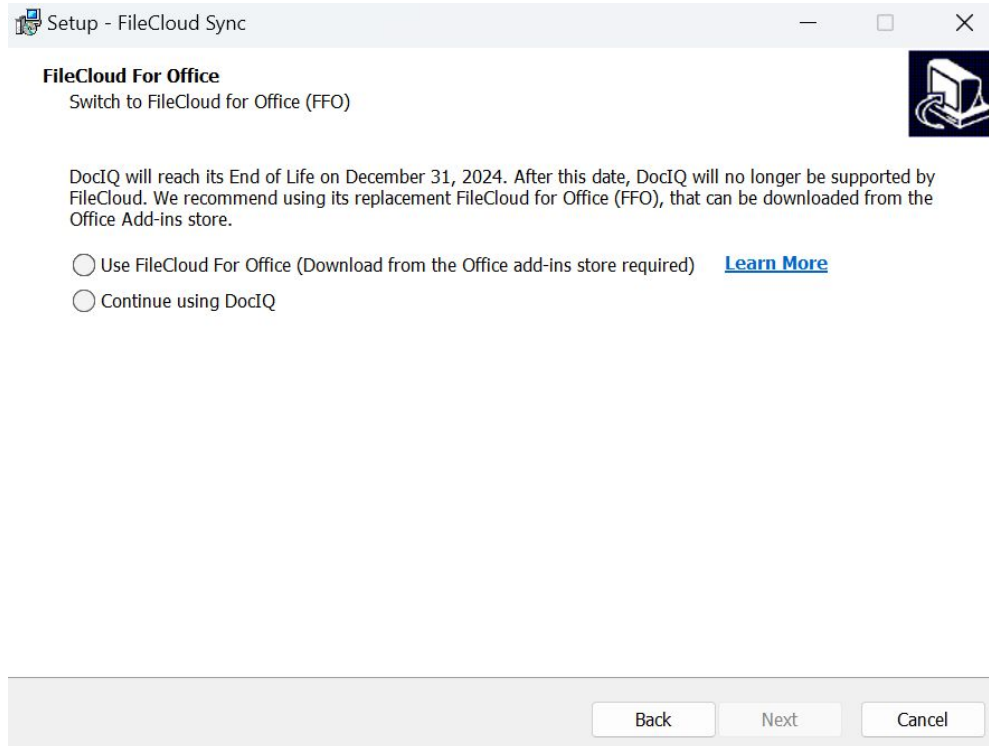 Setup - FileCloud Sync
FileCloud For Office
Switch to FileCloud for Office (FFO)
DocIQ will reach its End of Life on December 31, 2024. After this date, DocIQ will no longer be supported by
FileCloud. We recommend using its replacement FileCloud for Office (FFO), that can be downloaded from the
Office Add-ins store.
Use FileCloud For Office (Download from the Office add-ins store required) Learn More
Continue using DocIQ
Back Next Cancel